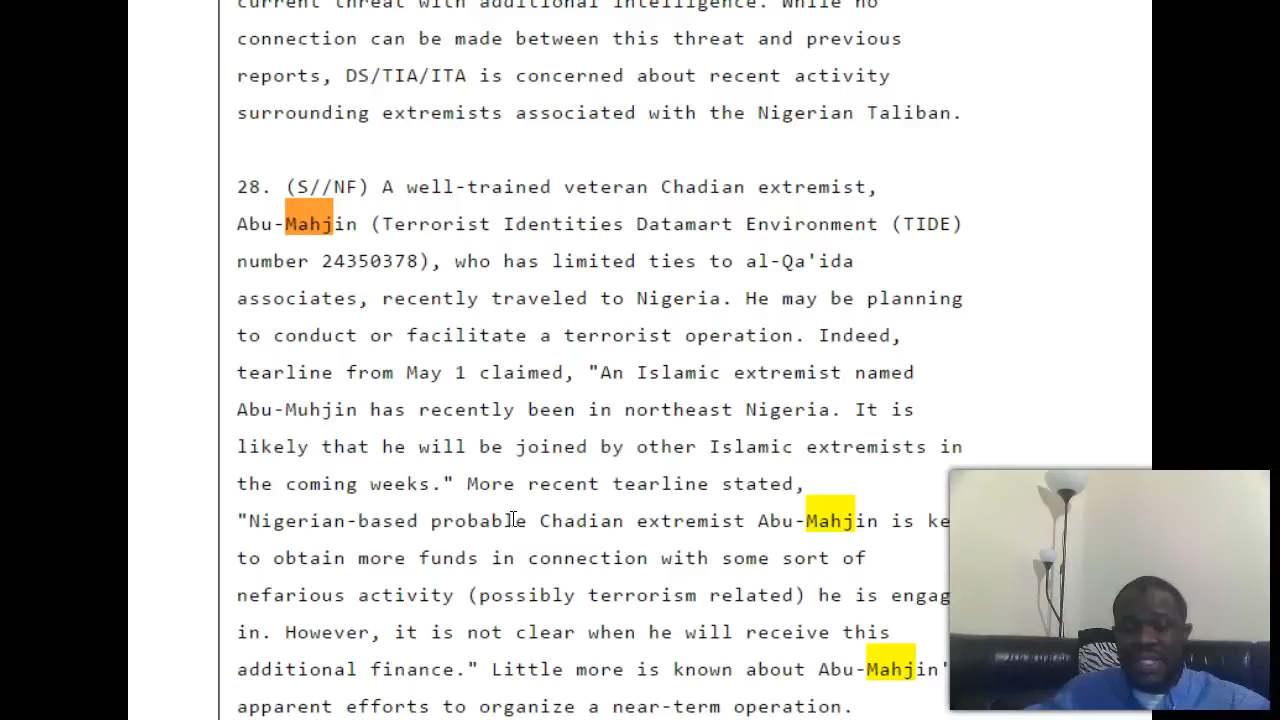 current threat with additional intelligence. While no
connection can be made between this threat and previous
reports, DS/TIA/ITA is concerned about recent activity
surrounding extremists associated with the Nigerian Taliban.
28. (S//NF) A well-trained veteran Chadian extremist,
Abu-Mahjin (Terrorist Identities Datamart Environment (TIDE)
number 24350378), who has limited ties to al-Qa'ida
associates, recently traveled to Nigeria. He may be planning
to conduct or facilitate a terrorist operation. Indeed,
tearline from May 1 claimed, "An Islamic extremist named
Abu-Muhjin has recently been in northeast Nigeria. It is
likely that he will be joined by other Islamic extremists in
the coming weeks." More recent tearline stated,
"Nigerian-based probable Chadian extremist Abu-Mahjin is ke
to obtain more funds in connection with some sort of
nefarious activity (possibly terrorism related) he is engag
in. However, it is not clear when he will receive this
additional finance." Little more is known about Abu-Mahjin'
apparent efforts to organize a near-term operation.